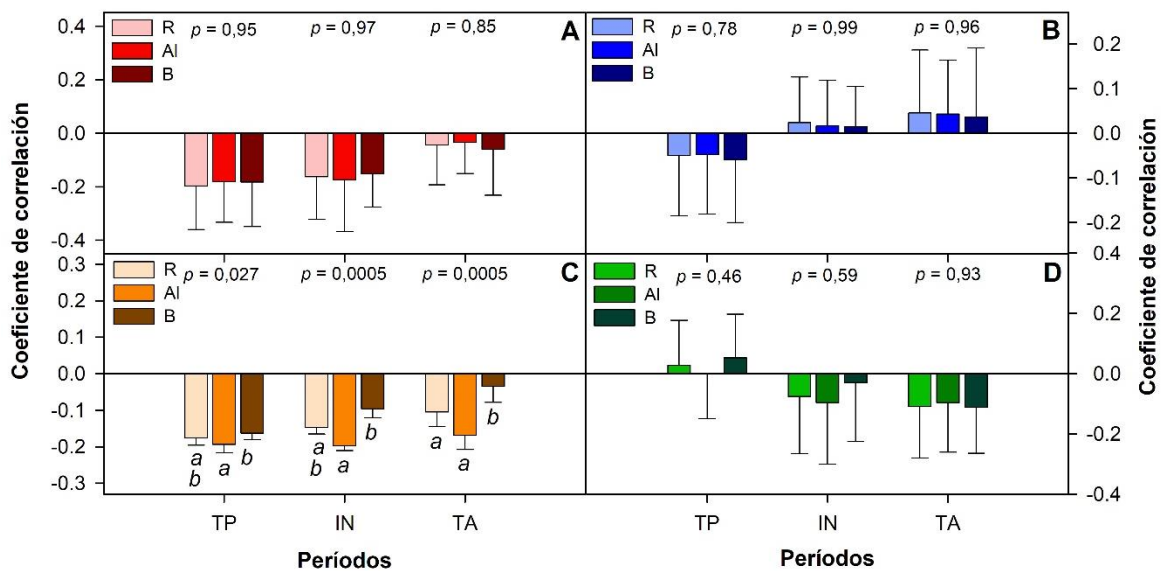 Coeficiente de correlación
0.4
0.2
0.0
-0.2
-0.4
R
AI
B
p = 0,95
p = 0,97
p = 0,85
A
R
AI
B
p = 0,78
p = 0,99
p = 0,96
B
0.2
0.1
0.0
-0.1
-0.2
0.3
0.2
0.1
0.0
-0.1
-0.2
-0.3
R
AI
B
p = 0,027
p = 0,0005
p = 0,0005
C
a
b
a
b
a
b
a
b
a
a
b
R
AI
B
p = 0,46
p = 0,59
p = 0,93
D
0.4
0.2
0.0
-0.2
-0.4
Coeficiente de correlación
TP
IN
TA
TP
IN
TA
Períodos
Períodos